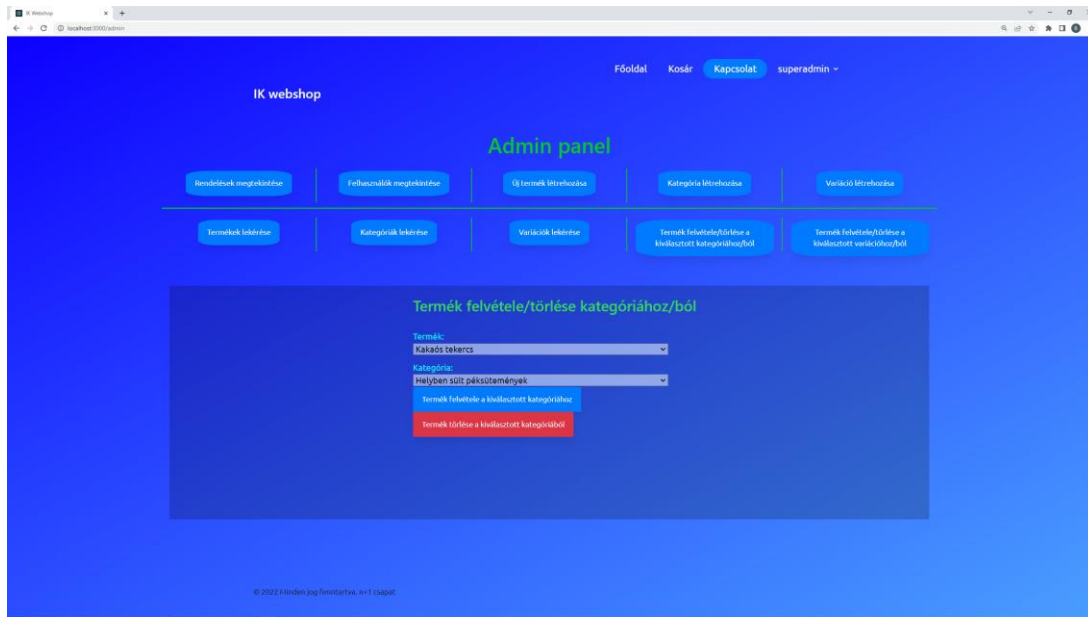 IK Webshop
localhost:3000/admin
Főoldal Kosár Kapcsolat superadmin
IK webshop
Admin panel
Rendelések megtekintése Felhasználók megtekintése Új termék létrehozása Kategória létrehozása Variáció létrehozása
Termékek lekérése Kategóriák lekérése Variációk lekérése Termék felvétele/törlése a Termék felvétele/törlése a
kiválasztott kategóriához/ból kiválasztott variációhoz/ból
Termék felvétele/törlése kategóriához/ból
Termék:
Kakaós tekercs
Kategória:
Helyben sült péksütemények
Termék felvétele a kiválasztott kategóriához
Termék törlése a kiválasztott kategóriából
© 2022 Minden jog fenntartva. n+1 csapat